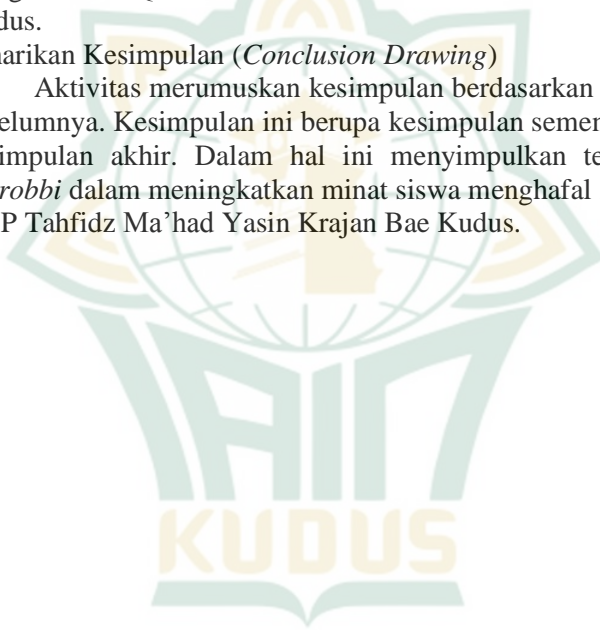 dus.
arikan Kesimpulan (Conclusion Drawing)
Aktivitas merumuskan kesimpulan berdasarkan
elumnya. Kesimpulan ini berupa kesimpulan semen
impulan akhir. Dalam hal ini menyimpulkan te
robbi dalam meningkatkan minat siswa menghafal
P Tahfidz Ma’had Yasin Krajan Bae Kudus.
IAIN
KUDUS